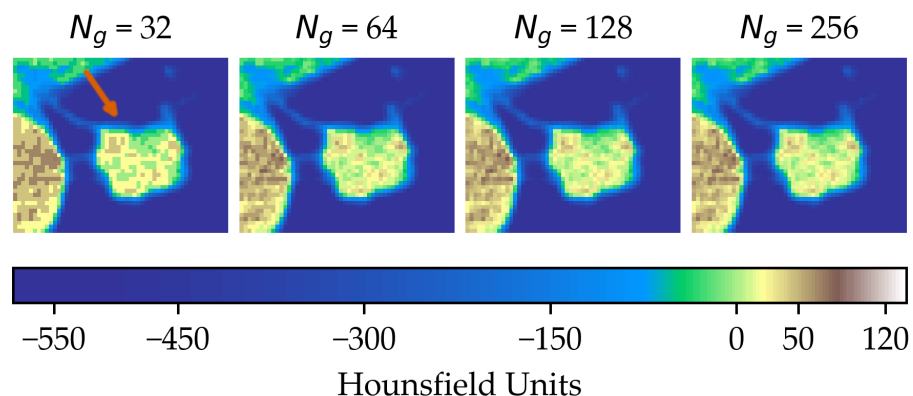 N_g = 32 N_g = 64 N_g = 128 N_g = 256
−550 −450 −300 −150 0 50 120
Hounsfield Units